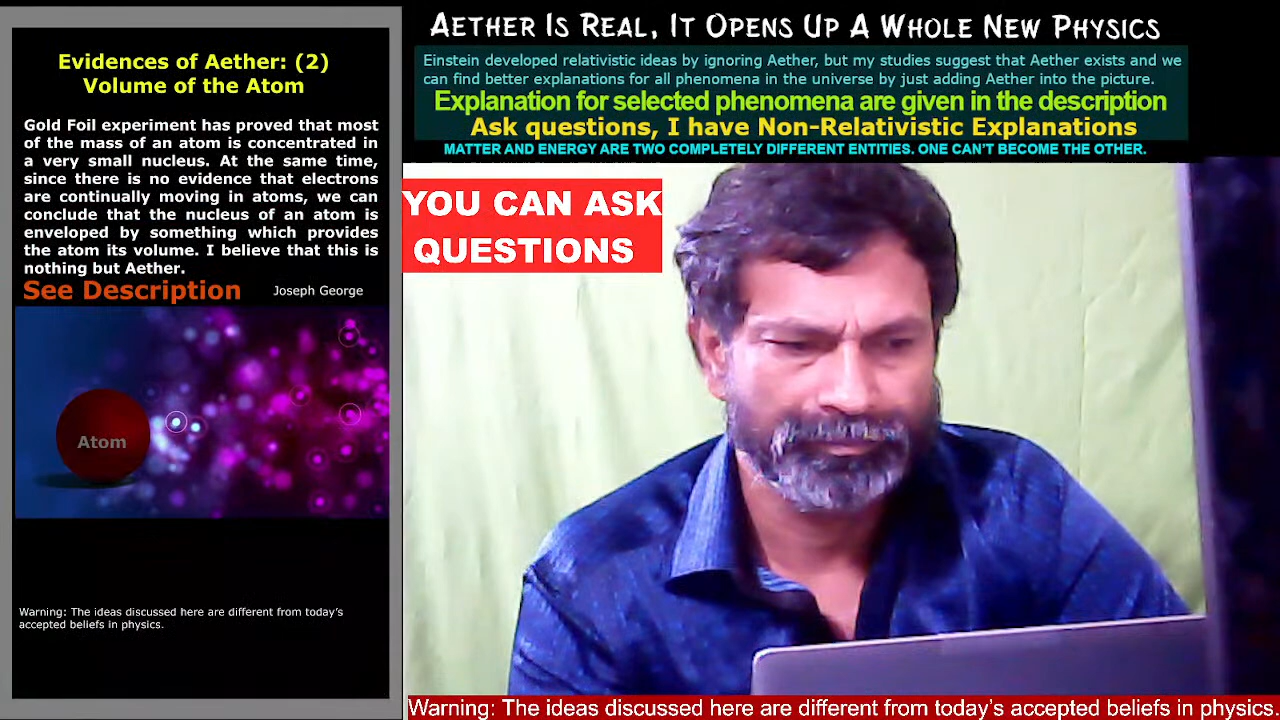 Evidences of Aether: (2)
Volume of the Atom
Gold Foil experiment has proved that most
of the mass of an atom is concentrated in
a very small nucleus. At the same time,
since there is no evidence that electrons
are continually moving in atoms, we can
conclude that the nucleus of an atom is
enveloped by something which provides
the atom its volume. I believe that this is
nothing but Aether.
See Description
Joseph George
Atom
Warning: The ideas discussed here are different from today's
accepted beliefs in physics.
Aether Is Real, It Opens Up A Whole New Physics
Einstein developed relativistic ideas by ignoring Aether, but my studies suggest that Aether exists and we
can find better explanations for all phenomena in the universe by just adding Aether into the picture.
Explanation for selected phenomena are given in the description
Ask questions, I have Non-Relativistic Explanations
MATTER AND ENERGY ARE TWO COMPLETELY DIFFERENT ENTITIES. ONE CAN'T BECOME THE OTHER.
YOU CAN ASK
QUESTIONS
Warning: The ideas discussed here are different from today's accepted beliefs in physics.